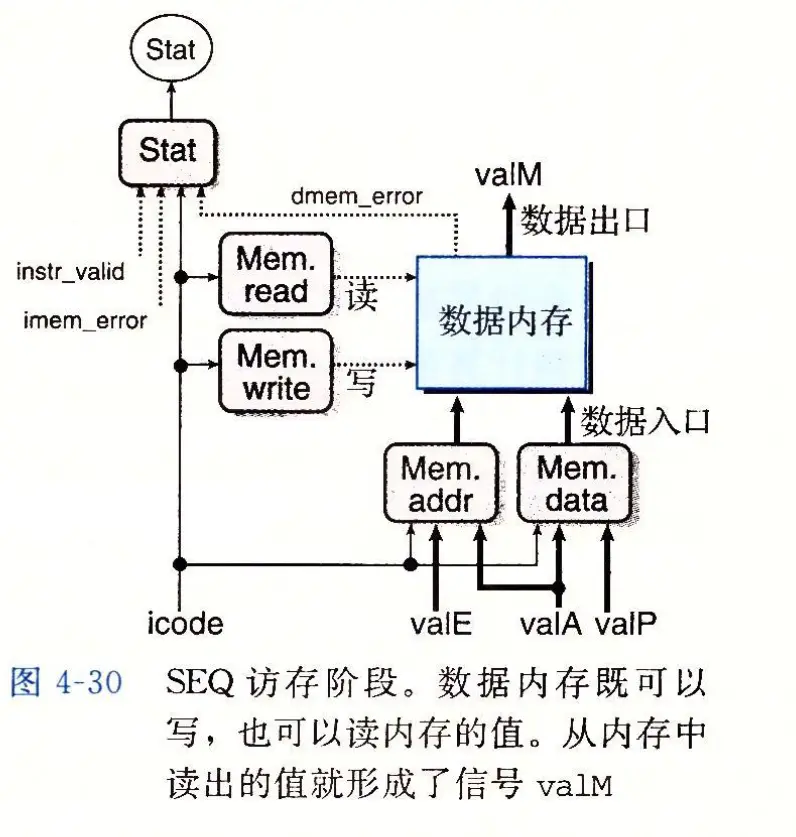 Stat
Stat
dmem_error
valM
数据出口
instr_valid
imem_error
Mem.
read
读
数据内存
Mem.
write
写
数据入口
Mem.
addr
Mem.
data
icode
valE
valA
valP
图 4-30 SEQ 访存阶段。数据内存既可以
写，也可以读内存的值。从内存中
读出的值就形成了信号 valM